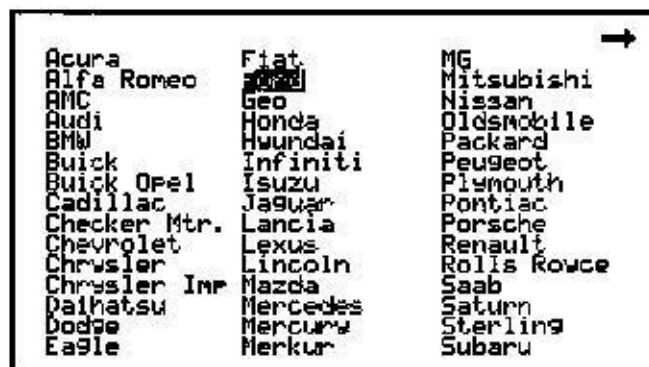 Acura
Alfa Romeo
AMC
Audi
BMW
Buick
Buick Opel
Cadillac
Checker Mtr.
Chevrolet
Chrysler
Chrysler Imp
Daihatsu
Dodge
Eagle
Fiat
Geo
Honda
Hyundai
Infiniti
Isuzu
Jaguar
Lancia
Lexus
Lincoln
Mazda
Mercedes
Mercury
Merkur
MG
Mitsubishi
Nissan
Oldsmobile
Packard
Peugeot
Plymouth
Pontiac
Porsche
Renault
Rolls Royce
Saab
Saturn
Sterling
Subaru